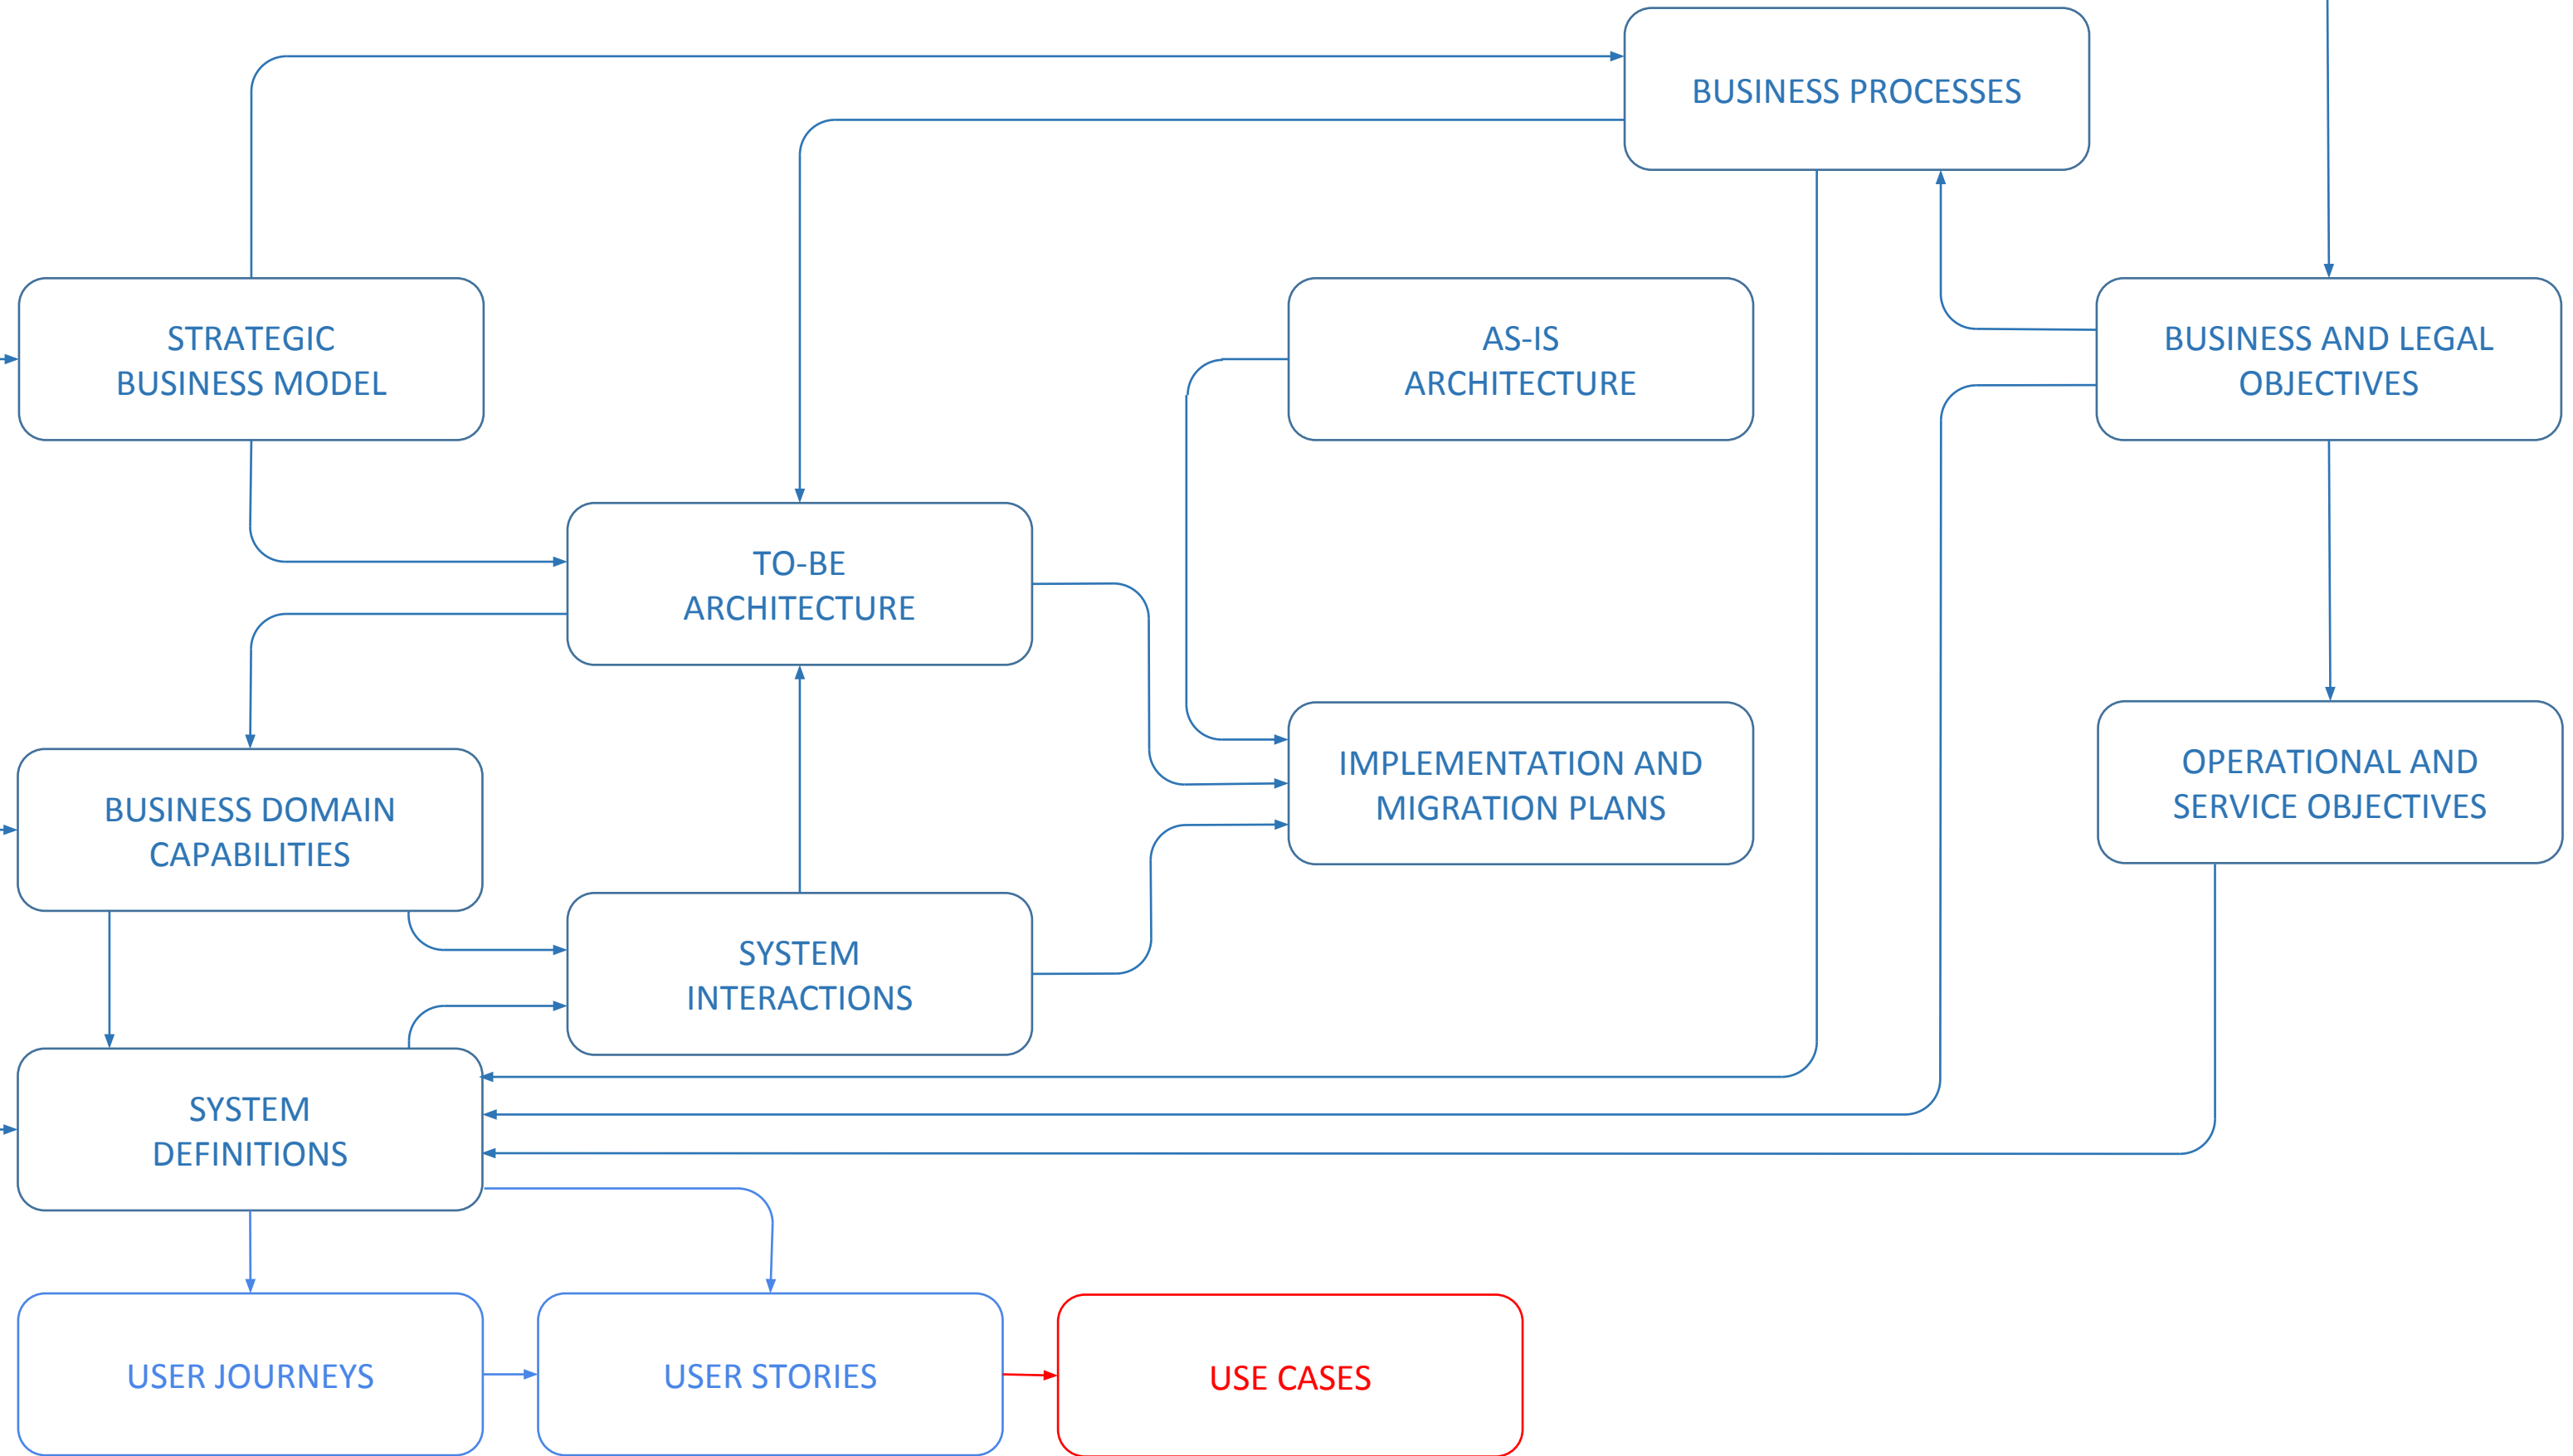 BUSINESS PROCESSES
STRATEGIC
BUSINESS MODEL
AS-IS
ARCHITECTURE
BUSINESS AND LEGAL
OBJECTIVES
TO-BE
ARCHITECTURE
BUSINESS DOMAIN
CAPABILITIES
IMPLEMENTATION AND
MIGRATION PLANS
OPERATIONAL AND
SERVICE OBJECTIVES
SYSTEM
INTERACTIONS
SYSTEM
DEFINITIONS
USER JOURNEYS
USER STORIES
USE CASES